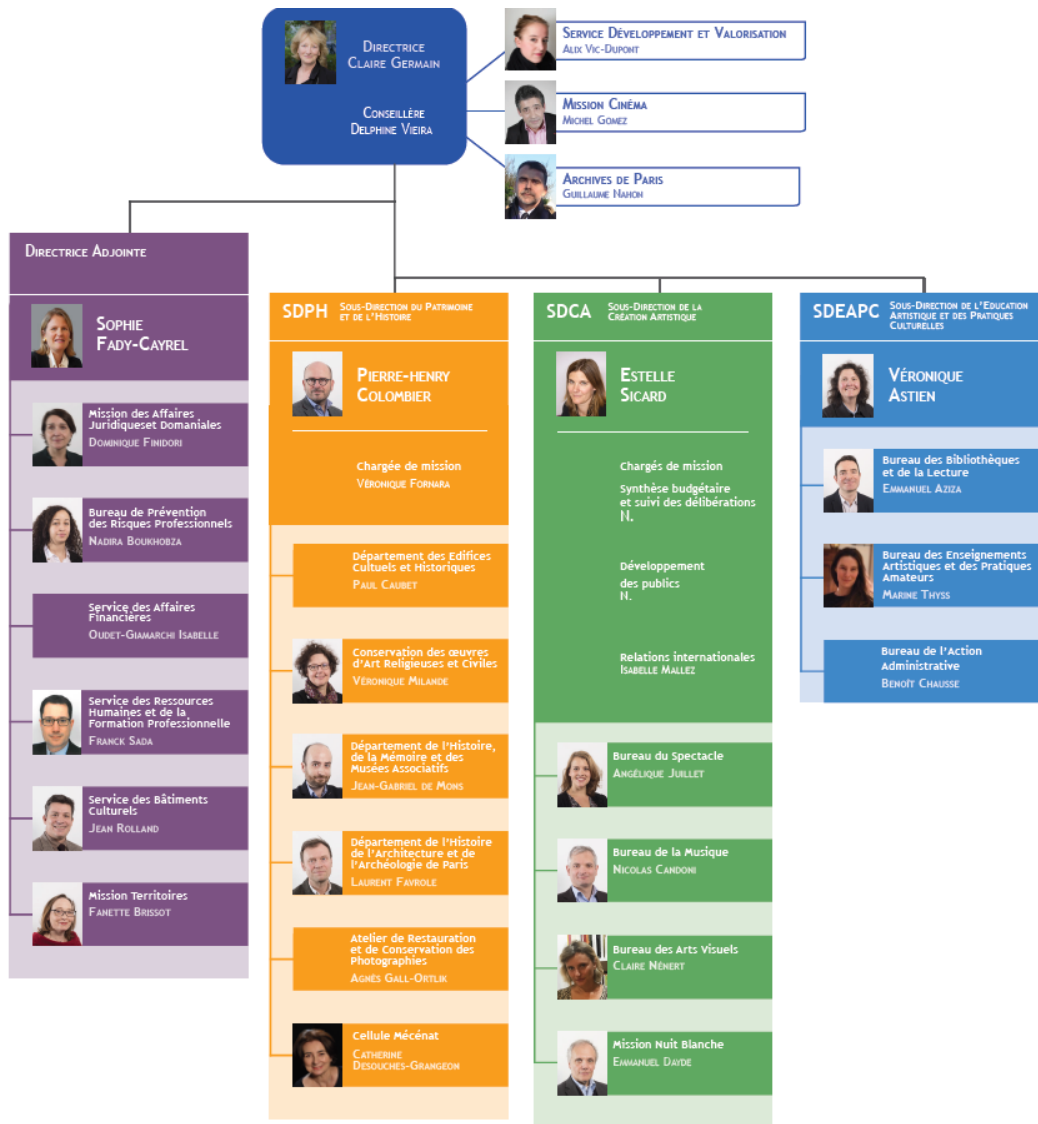 Directrice
Claire Germain
Conseillère
Delphine Vieira
Service Développement et Valorisation
Alix Vic-Dupont
Mission Cinéma
Michel Gomez
Archives de Paris
Guillaume Nahon
Directrice Adjointe
Sophie
Fady-Cayrel
Mission des Affaires
Juridiqueset Domaniales
Dominique Finidori
Bureau de Prévention
des Risques Professionnels
Nadira Boukhobza
Service des Affaires
Financières
Oudet-Giamarchi Isabelle
Service des Ressources
Humaines et de la
Formation Professionnelle
Franck Sada
Service des Bâtiments
Culturels
Jean Rolland
Mission Territoires
Fanette Brissot
SDPH Sous-Direction du Patrimoine
et de l'Histoire
Pierre-henry
Colombier
Chargée de mission
Véronique Fornara
Département des Edifices
Cultuels et Historiques
Paul Caubet
Conservation des œuvres
d'Art Religieuses et Civiles
Véronique Milande
Département de l'Histoire,
de la Mémoire et des
Musées Associatifs
Jean-Gabriel de Mons
Département de l'Histoire
de l'Architecture et de
l'Archéologie de Paris
Laurent Favrole
Atelier de Restauration
et de Conservation des
Photographies
Agnès Gall-Ortlik
Cellule Mécénat
Catherine
Desouches-Grangeon
SDCA Sous-Direction de la
Création Artistique
Estelle
Sicard
Chargés de mission
Synthèse budgétaire
et suivi des délibérations
N.
Développement
des publics
N.
Relations internationales
Isabelle Mallez
Bureau du Spectacle
Angélique Juillet
Bureau de la Musique
Nicolas Candoni
Bureau des Arts Visuels
Claire Nénert
Mission Nuit Blanche
Emmanuel Dayde
SDEAPC Sous-Direction de l'Education
Artistique et des Pratiques
Culturelles
Véronique
Astien
Bureau des Bibliothèques
et de la Lecture
Emmanuel Aziza
Bureau des Enseignements
Artistiques et des Pratiques
Amateurs
Marine Thyss
Bureau de l'Action
Administrative
Benoît Chausse